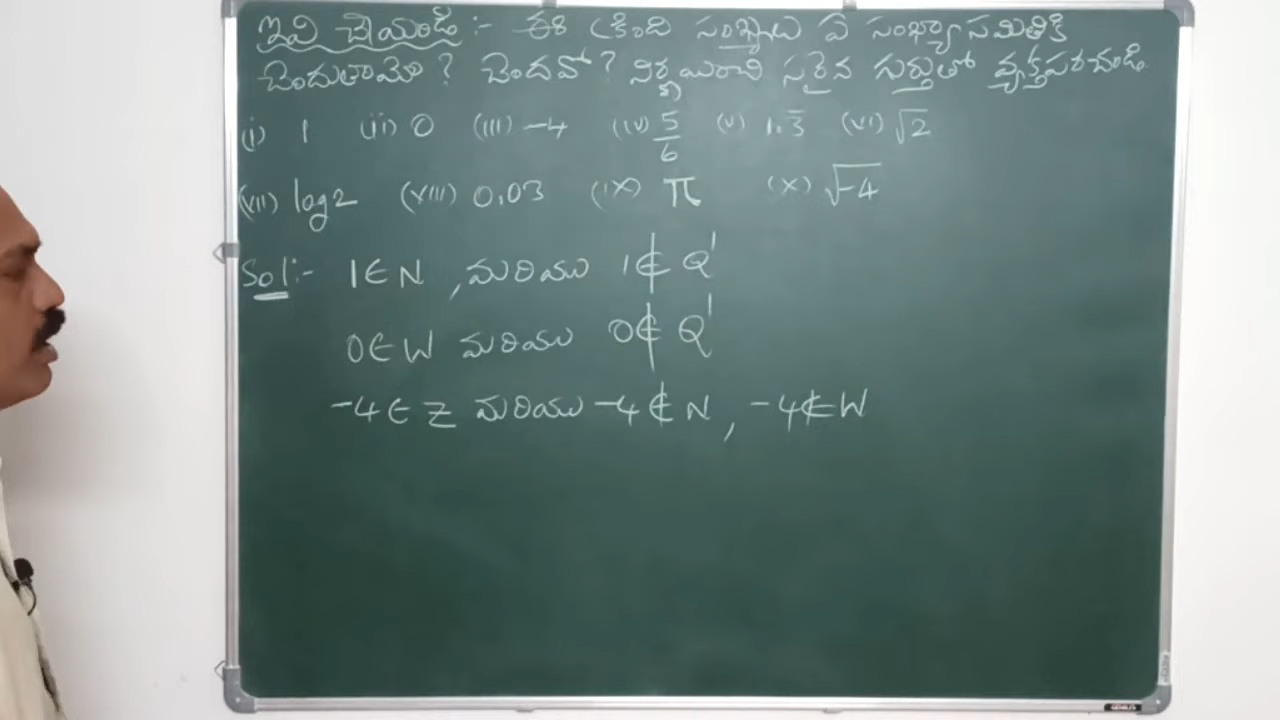 ఇవి చేయండి :- ఈ క్రింది సంఖ్యలు ఏ సంఖ్యాసమితికి
చెందుతాయో ? చెందవో ? నిర్ణయించి సరైన గుర్తుతో వ్యక్తపరచండి.
(i) 1 (ii) 0 (iii) -4 (iv) 5/6 (v) 1.3̅ (vi) √2
(vii) log2 (viii) 0.03 (ix) π (x) √-4
Sol:- 1∈N , మరియు 1∉Q'
0∈W మరియు 0∉Q'
-4∈Z మరియు -4∉N , -4∉W